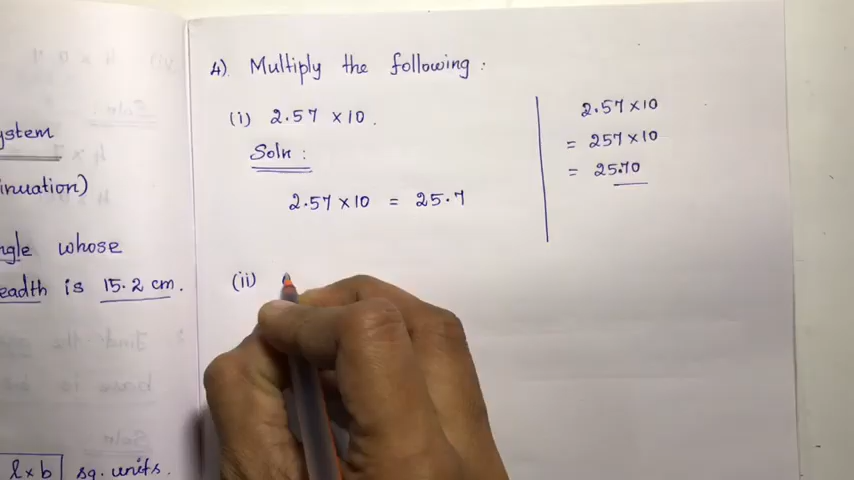 ystem
inuation)
ngle whose
eadth is 15.2 cm.
l x b sq. units.
4) Multiply the following :
(i) 2.57 × 10.
Soln :
2.57 × 10 = 25.7
2.57 × 10
= 257 × 10
= 25.70
(ii)